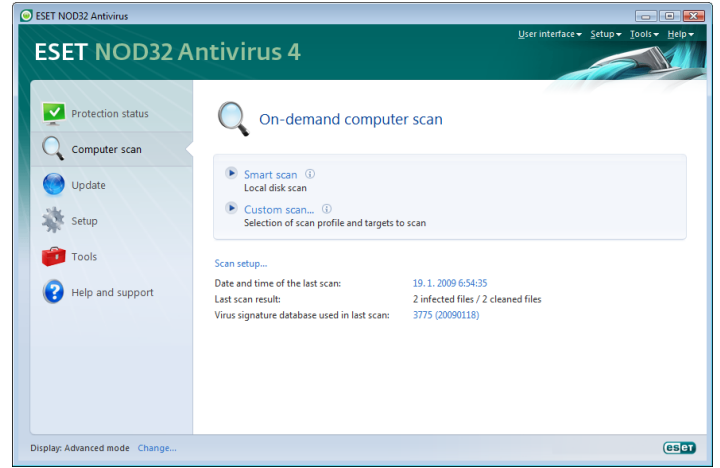 ESET NOD32 Antivirus
User interface Setup Tools Help
ESET NOD32 Antivirus 4
Protection status
Computer scan
Update
Setup
Tools
Help and support
On-demand computer scan
Smart scan
Local disk scan
Custom scan...
Selection of scan profile and targets to scan
Scan setup...
Date and time of the last scan: 19. 1. 2009 6:54:35
Last scan result: 2 infected files / 2 cleaned files
Virus signature database used in last scan: 3775 (20090118)
Display: Advanced mode Change...
eseT